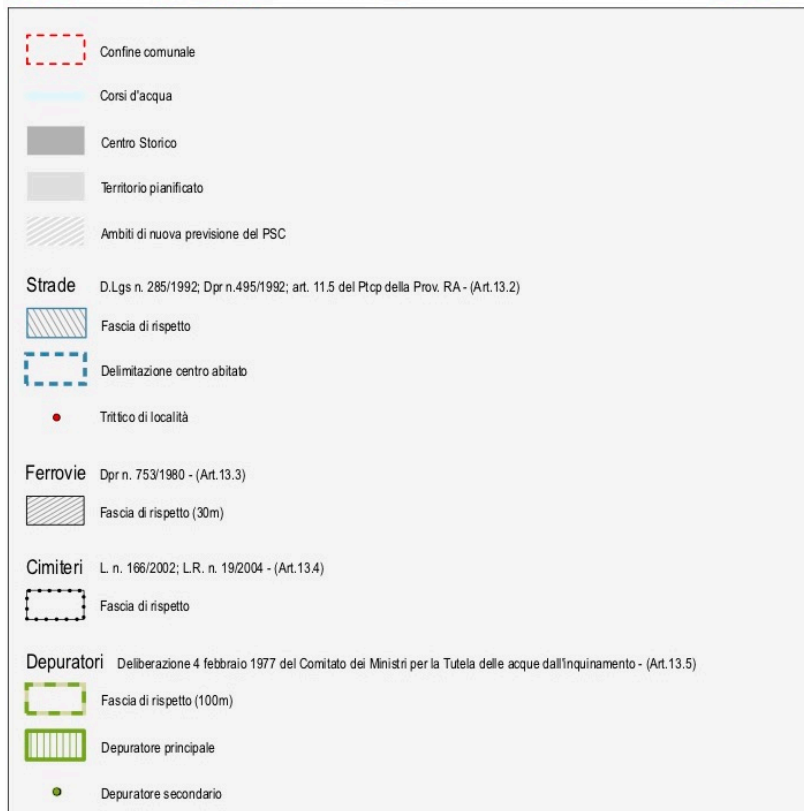 Confine comunale
Corsi d'acqua
Centro Storico
Territorio pianificato
Ambiti di nuova previsione del PSC
Strade D.Lgs n. 285/1992; Dpr n.495/1992; art. 11.5 del Ptcp della Prov. RA - (Art.13.2)
Fascia di rispetto
Delimitazione centro abitato
Trittico di località
Ferrovie Dpr n. 753/1980 - (Art.13.3)
Fascia di rispetto (30m)
Cimiteri L. n. 166/2002; L.R. n. 19/2004 - (Art.13.4)
Fascia di rispetto
Depuratori Deliberazione 4 febbraio 1977 del Comitato dei Ministri per la Tutela delle acque dall'inquinamento - (Art.13.5)
Fascia di rispetto (100m)
Depuratore principale
Depuratore secondario